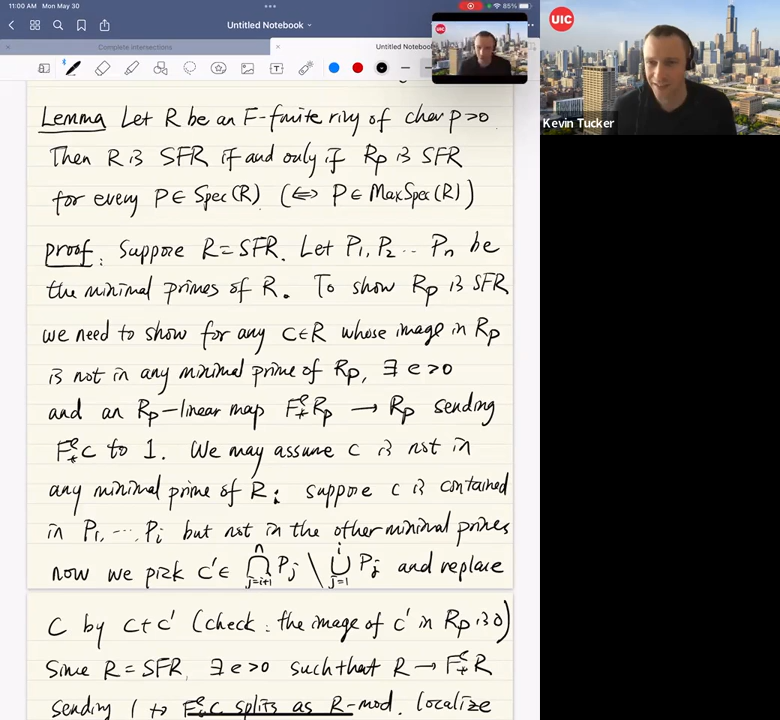 11:00 AM Mon May 30
85%
Untitled Notebook
Complete intersections
Untitled Notebook
UIC
Kevin Tucker
Lemma Let R be an F-finite ring of char p>0.
Then R is SFR if and only if R_P is SFR
for every P ∈ Spec(R) (⇔ P ∈ MaxSpec(R))
proof: Suppose R = SFR. Let P₁, P₂ ... Pₙ be
the minimal primes of R. To show R_P is SFR
we need to show for any c∈R whose image in R_P
is not in any minimal prime of R_P, ∃ e>0
and an R_P-linear map F^e_* R_P → R_P sending
F^e_* c to 1. We may assume c is not in
any minimal prime of R: suppose c is contained
in P₁, ... P_i but not in the other minimal primes
now we pick c' ∈ ⋂_{j=i+1}^n P_j \ ⋃_{j=1}^i P_j and replace
c by c+c' (check: the image of c' in R_P is 0)
Since R = SFR, ∃ e>0 such that R → F^e_* R
sending 1 → F^e_* c splits as R-mod. localize